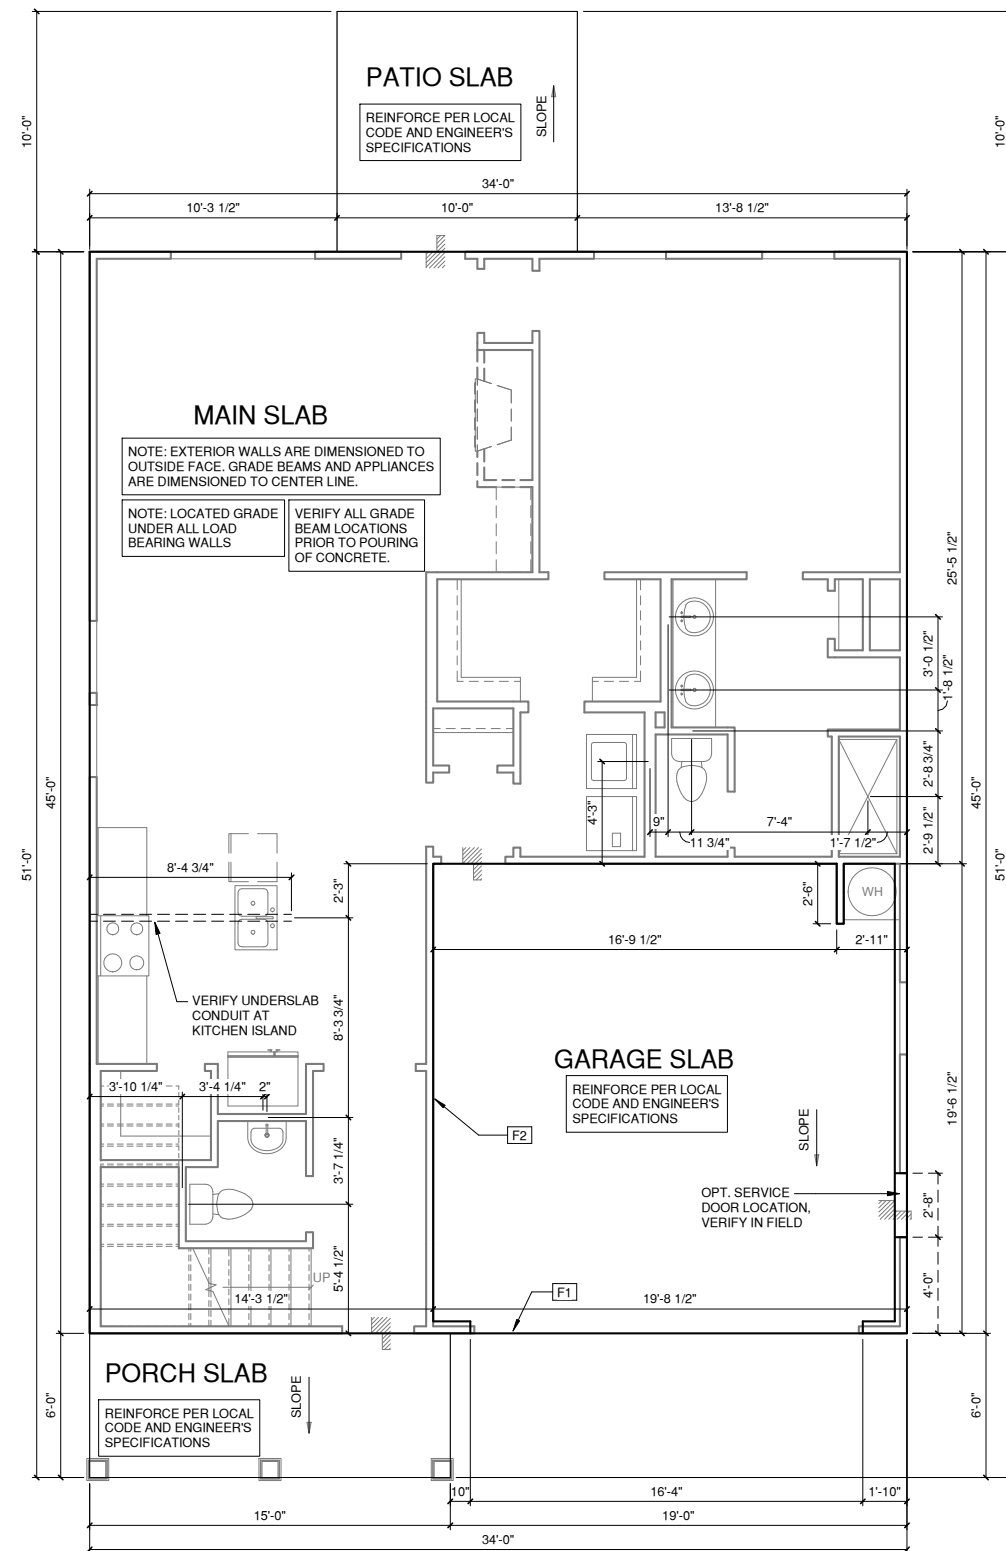 PATIO SLAB
REINFORCE PER LOCAL
CODE AND ENGINEER'S
SPECIFICATIONS
SLOPE
10'-0"
10'-0"
34'-0"
10'-3 1/2"
10'-0"
13'-8 1/2"
MAIN SLAB
NOTE: EXTERIOR WALLS ARE DIMENSIONED TO
OUTSIDE FACE. GRADE BEAMS AND APPLIANCES
ARE DIMENSIONED TO CENTER LINE.
NOTE: LOCATED GRADE
UNDER ALL LOAD
BEARING WALLS
VERIFY ALL GRADE
BEAM LOCATIONS
PRIOR TO POURING
OF CONCRETE.
25'-5 1/2"
3'-0 1/2"
1'-8 1/2"
2'-8 3/4"
2'-9 1/2"
45'-0"
51'-0"
45'-0"
51'-0"
4'-3"
9"
11 3/4"
7'-4"
1'-7 1/2"
8'-4 3/4"
2'-3"
2'-6"
WH
16'-9 1/2"
2'-11"
VERIFY UNDERSLAB
CONDUIT AT
KITCHEN ISLAND
8'-3 3/4"
GARAGE SLAB
REINFORCE PER LOCAL
CODE AND ENGINEER'S
SPECIFICATIONS
SLOPE
19'-6 1/2"
3'-10 1/4"
3'-4 1/4"
2"
F2
3'-7 1/4"
OPT. SERVICE
DOOR LOCATION,
VERIFY IN FIELD
2'-8"
4'-0"
5'-4 1/2"
UP
14'-3 1/2"
F1
19'-8 1/2"
PORCH SLAB
REINFORCE PER LOCAL
CODE AND ENGINEER'S
SPECIFICATIONS
SLOPE
6'-0"
6'-0"
10"
16'-4"
1'-10"
15'-0"
19'-0"
34'-0"